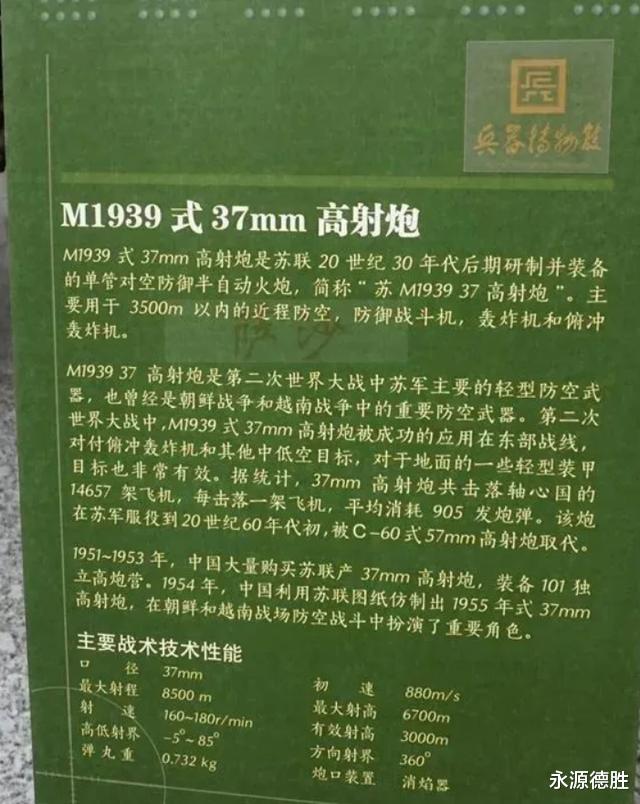 兵器博物馆
M1939 式 37mm 高射炮
M1939 式 37mm 高射炮是苏联 20 世纪 30 年代后期研制并装备
的单管对空防御半自动火炮，简称“苏 M1939 37 高射炮”。主
要用于 3500m 以内的近程防空，防御战斗机，轰炸机和俯冲
轰炸机。
萨沙
M1939 37 高射炮是第二次世界大战中苏军主要的轻型防空武
器，也曾经是朝鲜战争和越南战争中的重要防空武器。第二次
世界大战中，M1939 式 37mm 高射炮被成功的应用在东部战线，
对付俯冲轰炸机和其他中低空目标，对于地面的一些轻型装甲
目标也非常有效。据统计，37mm 高射炮共击落轴心国的
14657 架飞机，每击落一架飞机，平均消耗 905 发炮弹。该炮
在苏军服役到20世纪60年代初，被C-60式57mm高射炮取代。
1951~1953 年，中国大量购买苏联产 37mm 高射炮，装备 101 独
立高炮营。1954 年，中国利用苏联图纸仿制出 1955 年式 37mm
高射炮，在朝鲜和越南战场防空战斗中扮演了重要角色。
主要战术技术性能
口 径 37mm 初 速 880m/s
最大射程 8500 m 最大射高 6700m
射 速 160~180r/min 有效射高 3000m
高低射界 -5°~85° 方向射界 360°
弹丸重 0.732 kg 炮口装置 消焰器
永源德胜